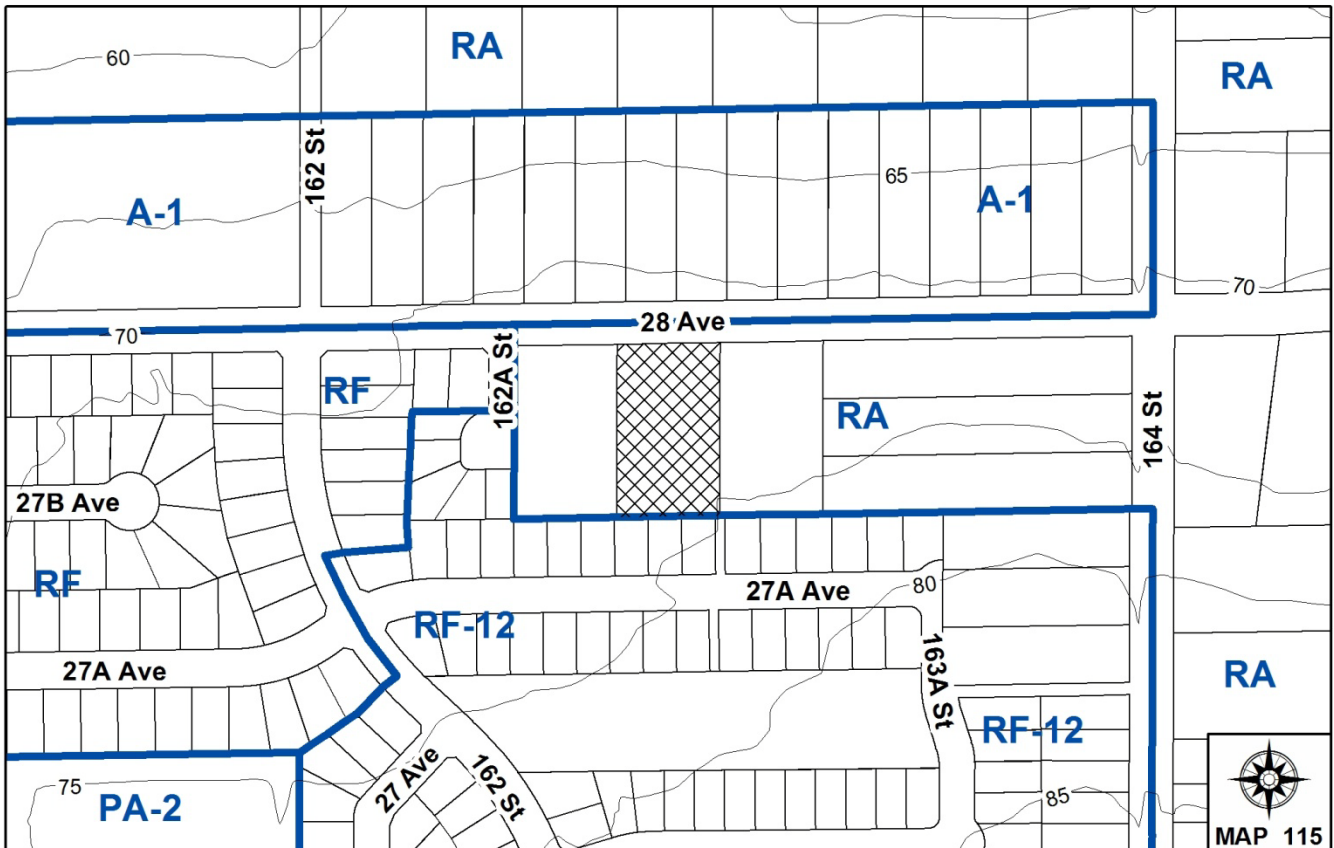 60
RA
RA
162 St
65
A-1
A-1
70
28 Ave
70
162A St
RF
RA
164 St
27B Ave
RF
27A Ave
80
RF-12
163A St
27A Ave
RA
RF-12
75
27 Ave
162 St
85
PA-2
MAP 115